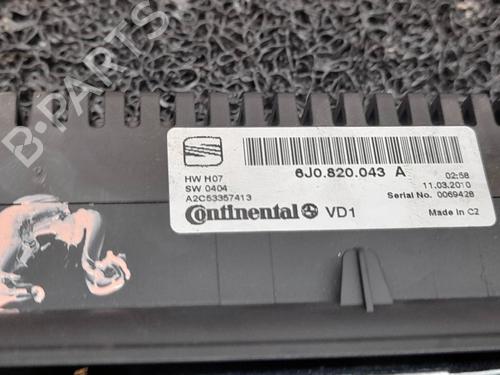 B-PARTS
6J0.820.043 A
HW H07
SW 0404
A2C53357413
02:58
11.03.2010
Serial No. 0069428
Continental VD1
Made in CZ